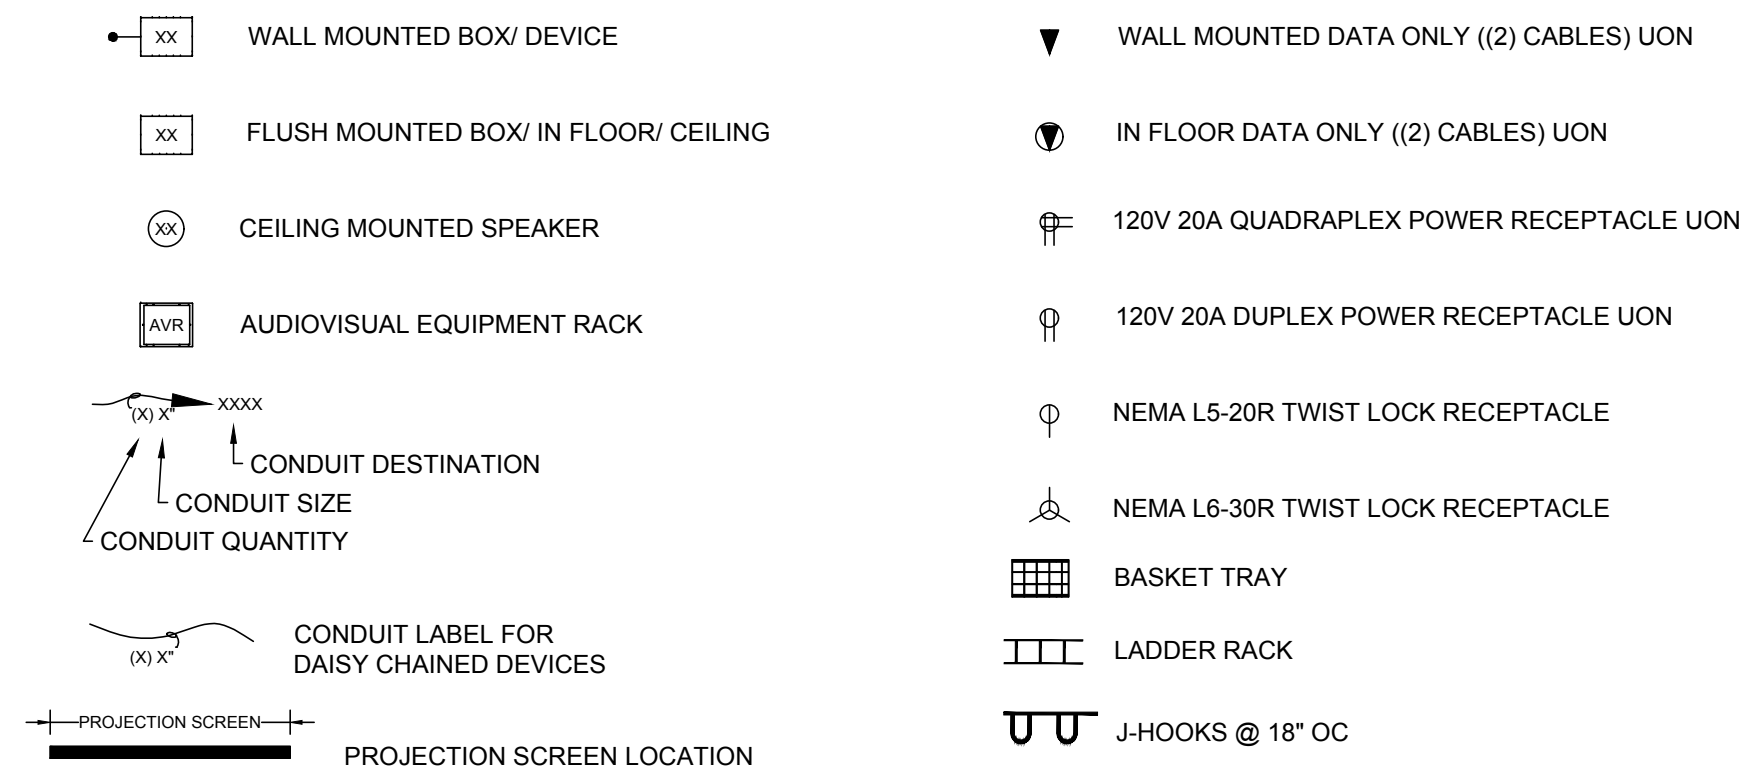 XX
WALL MOUNTED BOX/ DEVICE
XX
FLUSH MOUNTED BOX/ IN FLOOR/ CEILING
XX
CEILING MOUNTED SPEAKER
AVR
AUDIOVISUAL EQUIPMENT RACK
(X) X"
XXXX
CONDUIT DESTINATION
CONDUIT SIZE
CONDUIT QUANTITY
(X) X"
CONDUIT LABEL FOR
DAISY CHAINED DEVICES
PROJECTION SCREEN
PROJECTION SCREEN LOCATION
WALL MOUNTED DATA ONLY ((2) CABLES) UON
IN FLOOR DATA ONLY ((2) CABLES) UON
120V 20A QUADRAPLEX POWER RECEPTACLE UON
120V 20A DUPLEX POWER RECEPTACLE UON
NEMA L5-20R TWIST LOCK RECEPTACLE
NEMA L6-30R TWIST LOCK RECEPTACLE
BASKET TRAY
LADDER RACK
J-HOOKS @ 18" OC